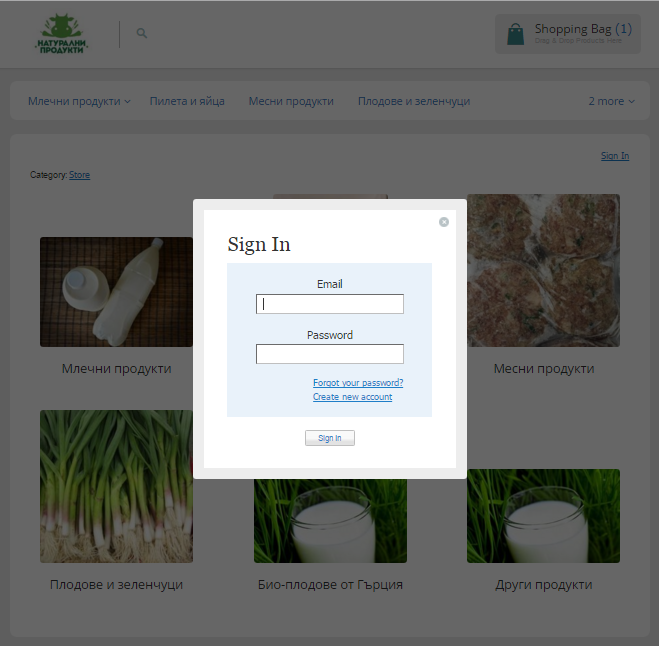 НАТУРАЛНИ
ПРОДУКТИ
Shopping Bag (1)
Drag & Drop Products Here
Млечни продукти
Пилета и яйца
Месни продукти
Плодове и зеленчуци
2 more
Sign In
Category: Store
Sign In
Email
Password
Forgot your password?
Create new account
Sign In
Млечни продукти
Месни продукти
Плодове и зеленчуци
Био-плодове от Гърция
Други продукти